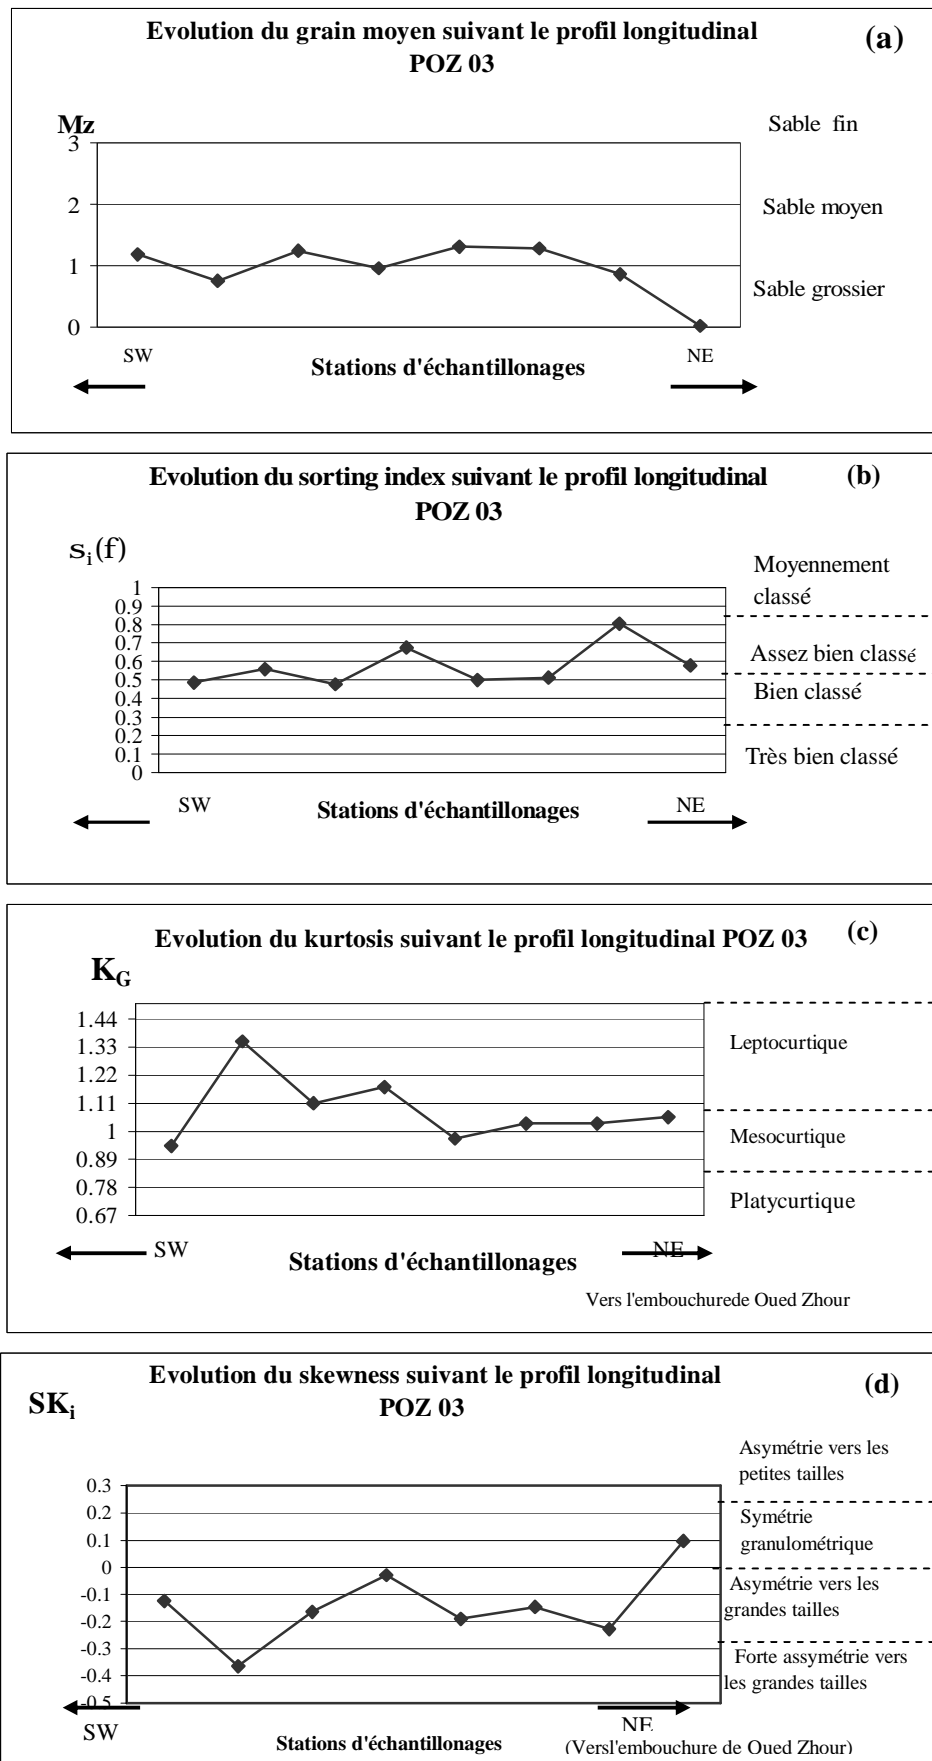 Evolution du grain moyen suivant le profil longitudinal
POZ 03
(a)
Mz
3
2
1
0
Sable fin
Sable moyen
Sable grossier
SW
NE
Stations d'échantillonages
Evolution du sorting index suivant le profil longitudinal
POZ 03
(b)
si(f)
1
0.9
0.8
0.7
0.6
0.5
0.4
0.3
0.2
0.1
0
Moyennement
classé
Assez bien classé
Bien classé
Très bien classé
SW
NE
Stations d'échantillonages
Evolution du kurtosis suivant le profil longitudinal POZ 03
(c)
KG
1.44
1.33
1.22
1.11
1
0.89
0.78
0.67
Leptocurtique
Mesocurtique
Platycurtique
SW
NE
Stations d'échantillonages
Vers l'embouchurede Oued Zhour
Evolution du skewness suivant le profil longitudinal
POZ 03
(d)
SKi
0.3
0.2
0.1
0
-0.1
-0.2
-0.3
-0.4
-0.5
Asymétrie vers les
petites tailles
Symétrie
granulométrique
Asymétrie vers les
grandes tailles
Forte assymétrie vers
les grandes tailles
SW
NE
Stations d'échantillonages
(Versl'embouchure de Oued Zhour)